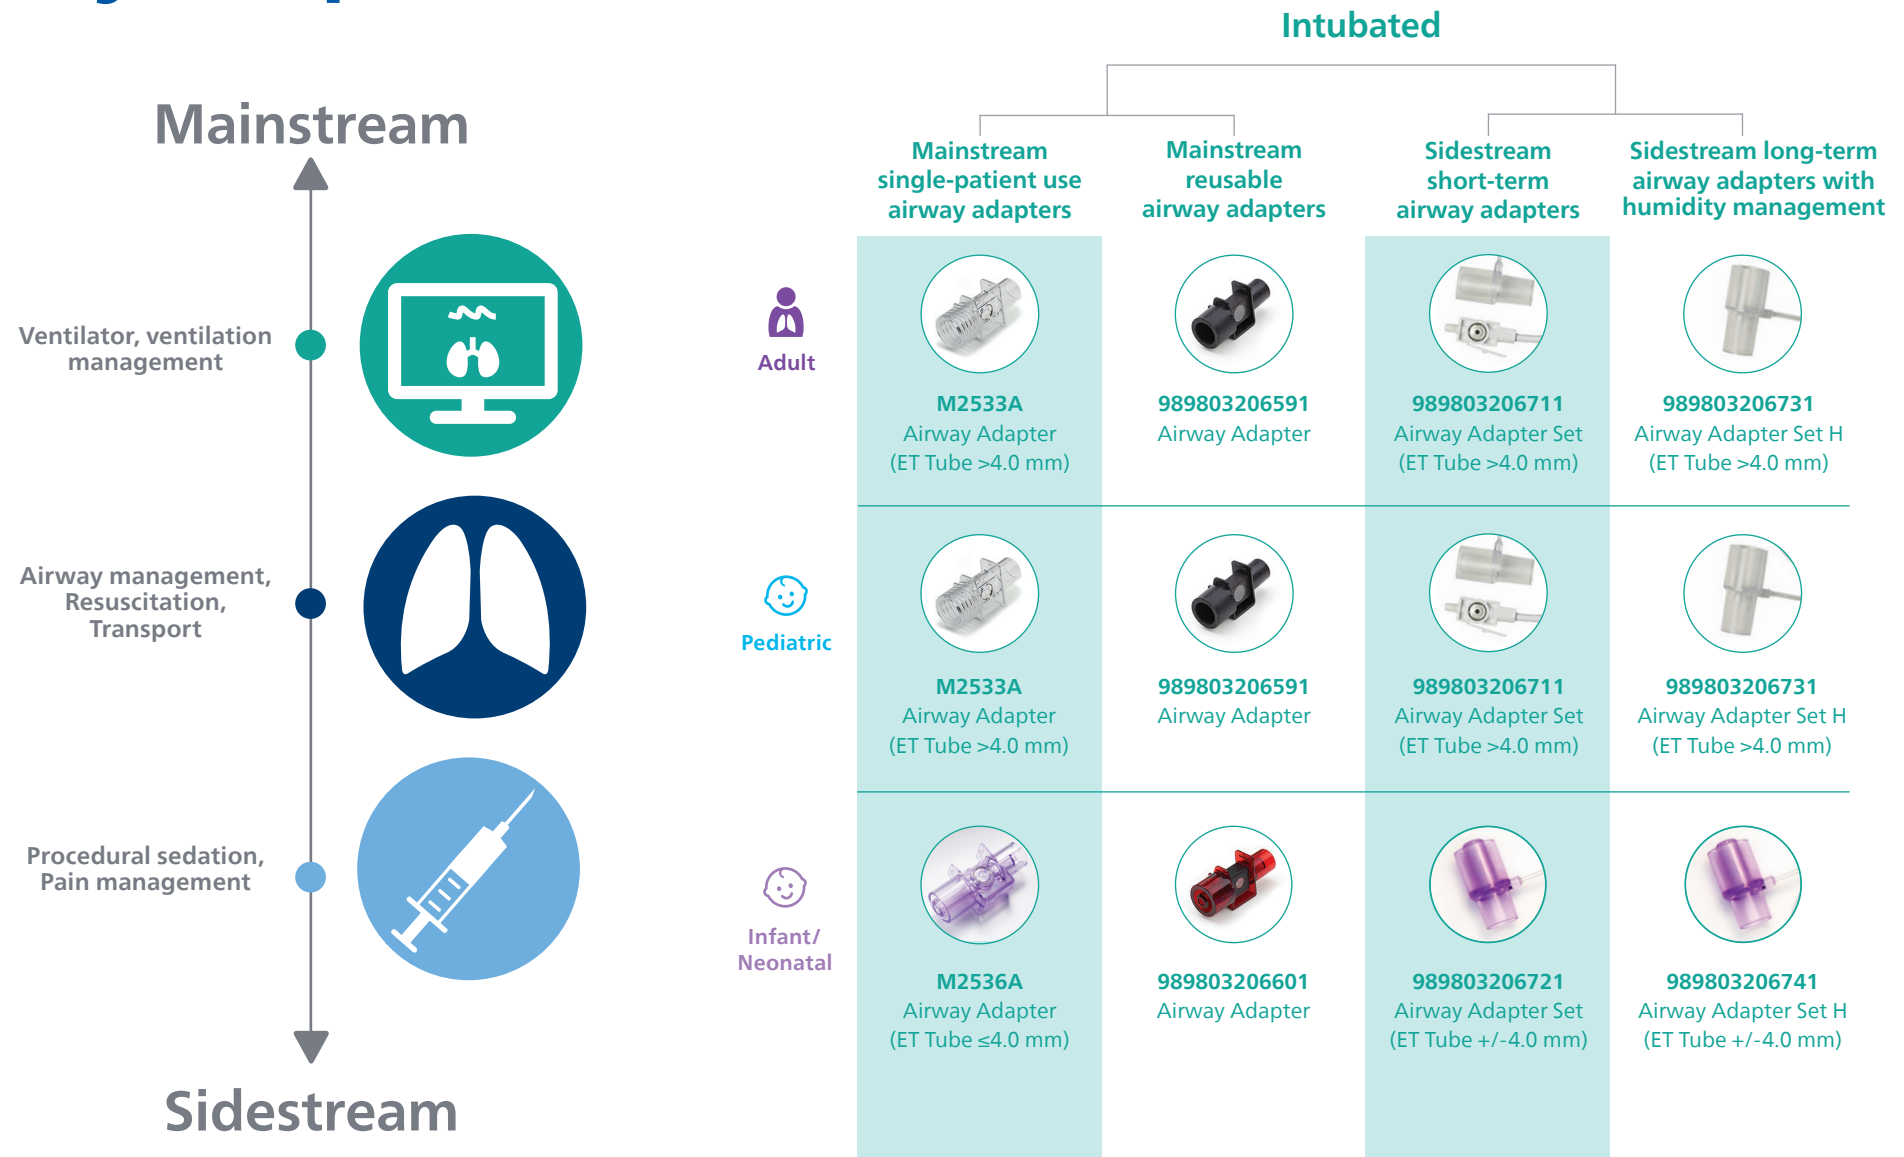 Mainstream
Ventilator, ventilation
management
Airway management,
Resuscitation,
Transport
Procedural sedation,
Pain management
Sidestream
Intubated
Mainstream
single-patient use
airway adapters
Mainstream
reusable
airway adapters
Sidestream
short-term
airway adapters
Sidestream long-term
airway adapters with
humidity management
Adult
M2533A
Airway Adapter
(ET Tube >4.0 mm)
989803206591
Airway Adapter
989803206711
Airway Adapter Set
(ET Tube >4.0 mm)
989803206731
Airway Adapter Set H
(ET Tube >4.0 mm)
Pediatric
M2533A
Airway Adapter
(ET Tube >4.0 mm)
989803206591
Airway Adapter
989803206711
Airway Adapter Set
(ET Tube >4.0 mm)
989803206731
Airway Adapter Set H
(ET Tube >4.0 mm)
Infant/
Neonatal
M2536A
Airway Adapter
(ET Tube ≤4.0 mm)
989803206601
Airway Adapter
989803206721
Airway Adapter Set
(ET Tube +/-4.0 mm)
989803206741
Airway Adapter Set H
(ET Tube +/-4.0 mm)